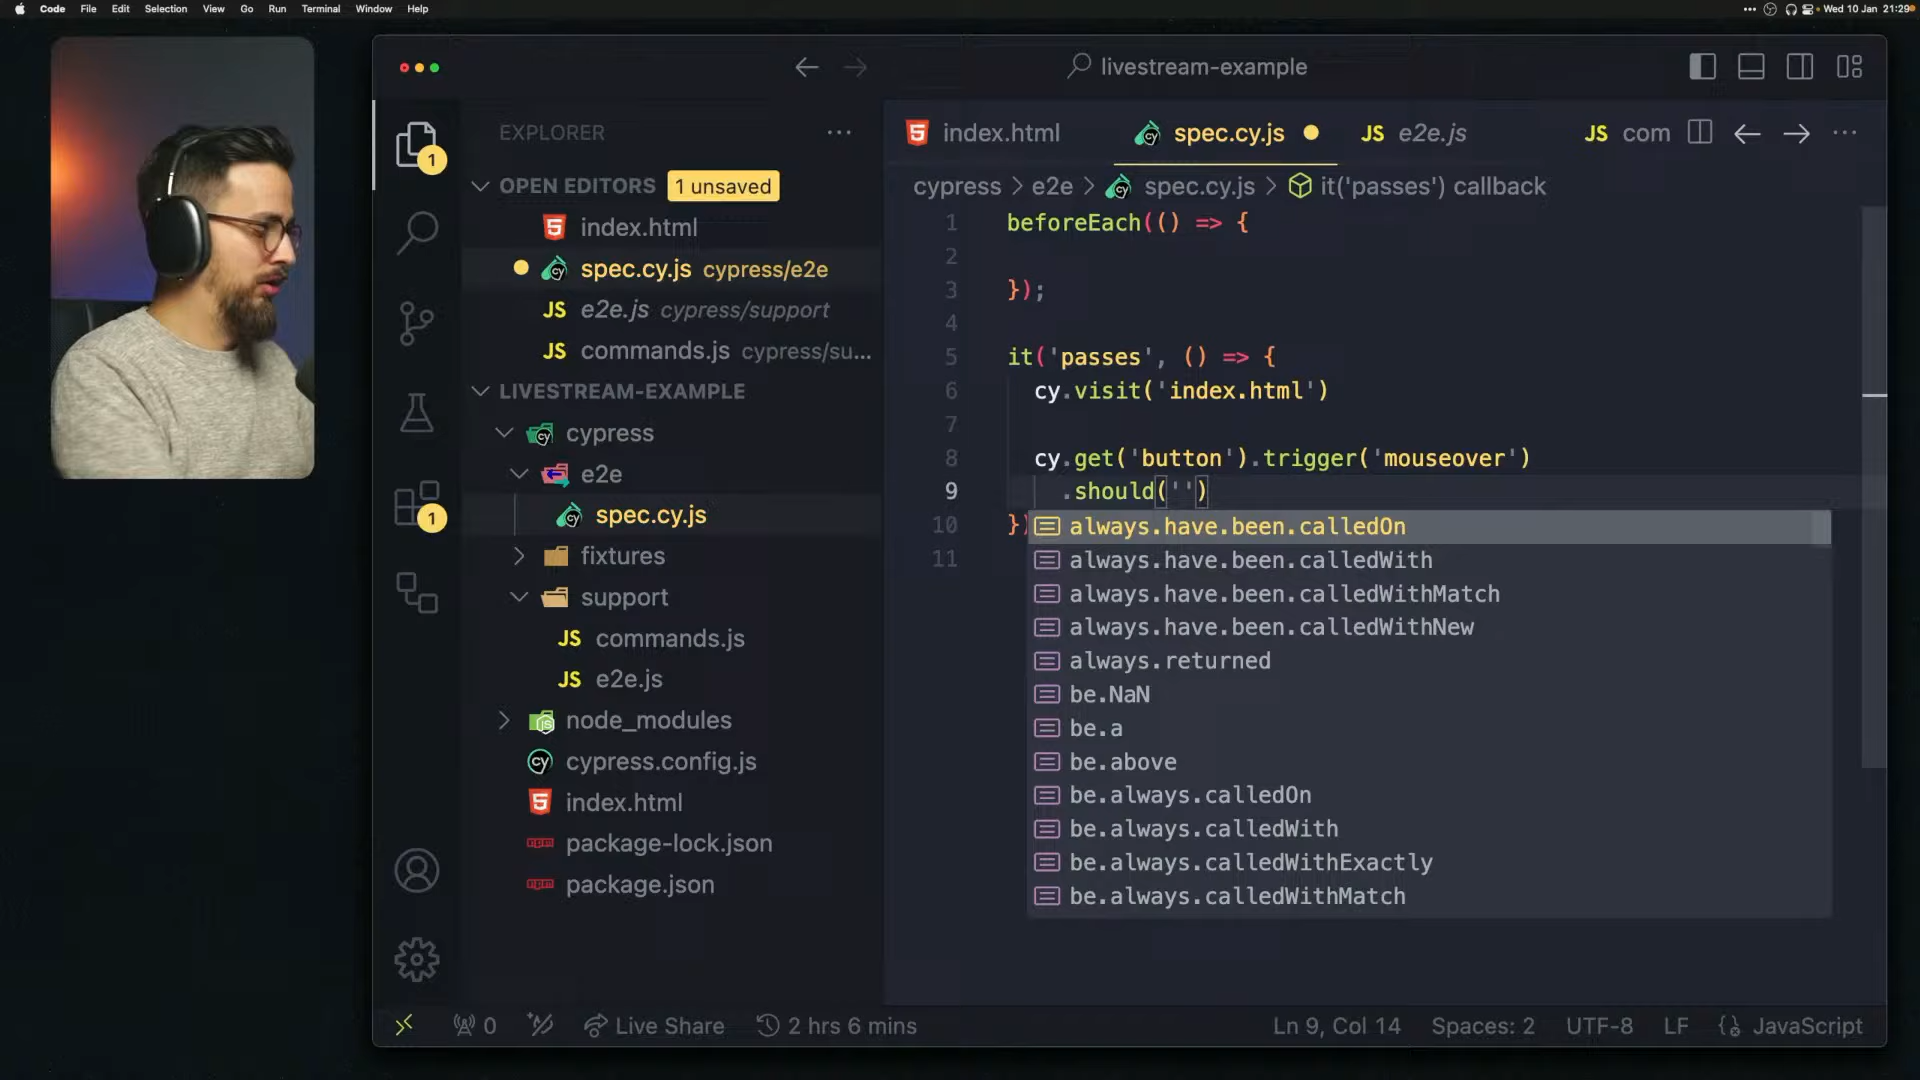 Code File Edit Selection View Go Run Terminal Window Help
Wed 10 Jan 21:29
livestream-example
EXPLORER
OPEN EDITORS 1 unsaved
index.html
spec.cy.js cypress/e2e
JS e2e.js cypress/support
JS commands.js cypress/su...
LIVESTREAM-EXAMPLE
cypress
e2e
spec.cy.js
fixtures
support
JS commands.js
JS e2e.js
node_modules
cypress.config.js
index.html
package-lock.json
package.json
1
1
index.html spec.cy.js JS e2e.js JS com
cypress > e2e > spec.cy.js > it('passes') callback
1 beforeEach(() => {
2
3 });
4
5 it('passes', () => {
6 cy.visit('index.html')
7
8 cy.get('button').trigger('mouseover')
9 .should('')
10 })
11
always.have.been.calledOn
always.have.been.calledWith
always.have.been.calledWithMatch
always.have.been.calledWithNew
always.returned
be.NaN
be.a
be.above
be.always.calledOn
be.always.calledWith
be.always.calledWithExactly
be.always.calledWithMatch
0 Live Share 2 hrs 6 mins Ln 9, Col 14 Spaces: 2 UTF-8 LF JavaScript